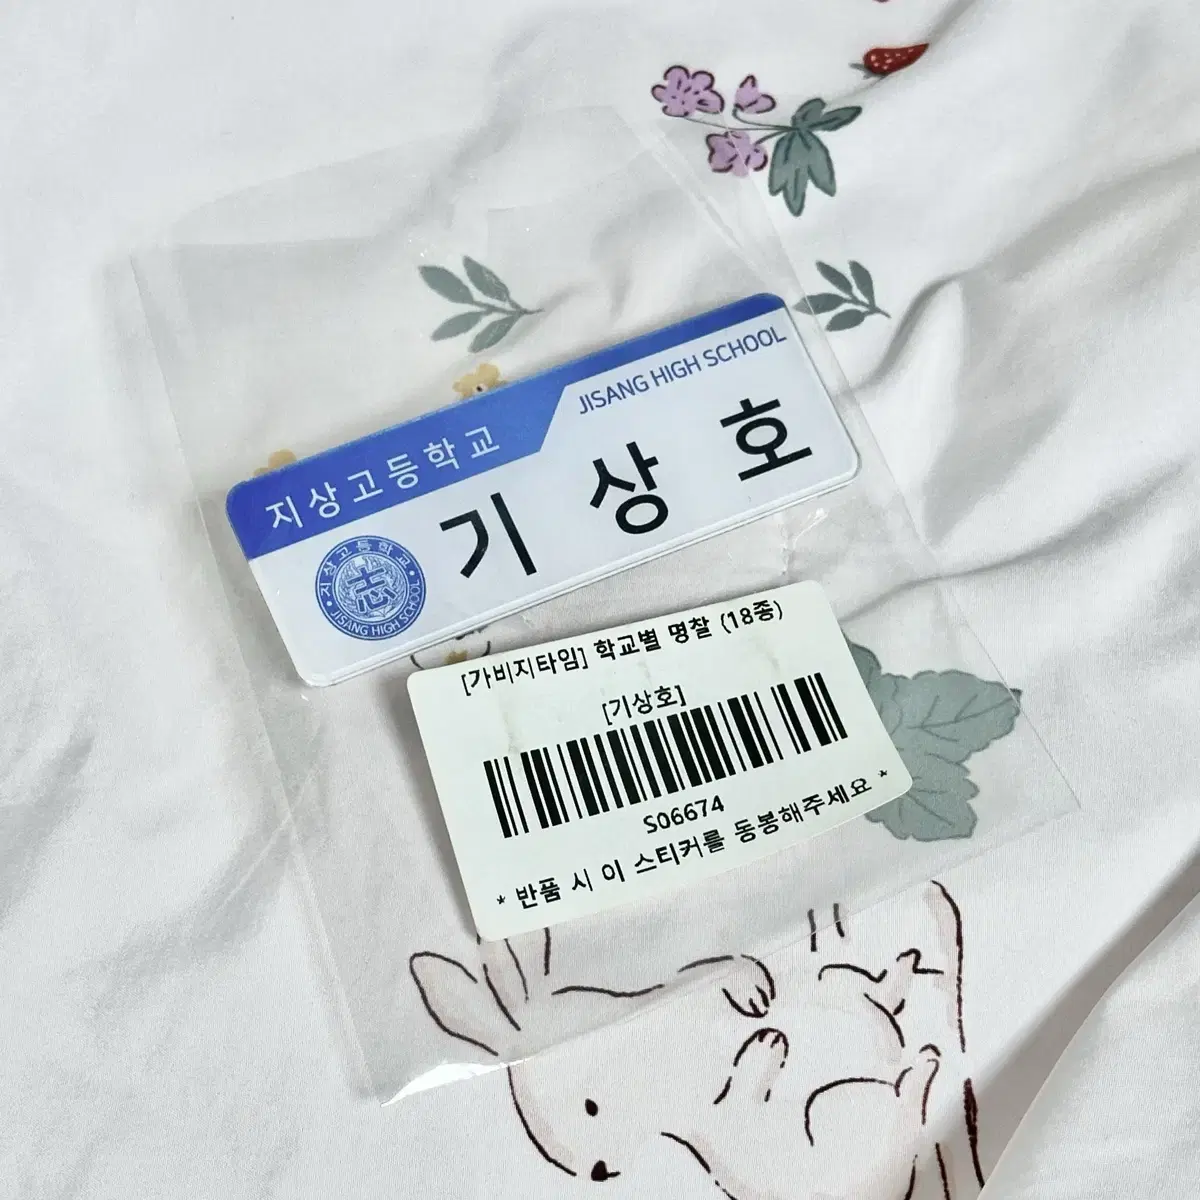 지상고등학교
JISANG HIGH SCHOOL
기상호
지상고등학교
志
JISANG HIGH SCHOOL
[가비지타임] 학교별 명찰 (18종)
[기상호]
S06674
* 반품 시 이 스티커를 동봉해주세요 *